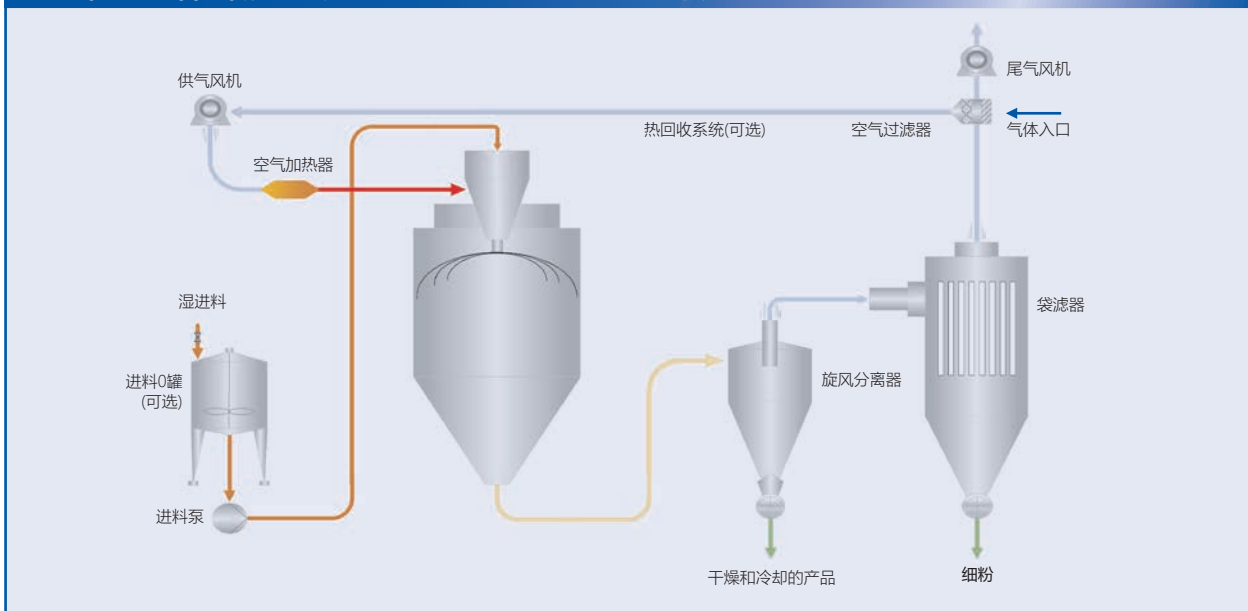 供气风机
尾气风机
热回收系统(可选)
空气过滤器
气体入口
空气加热器
湿进料
袋滤器
进料0罐
(可选)
旋风分离器
进料泵
干燥和冷却的产品
细粉